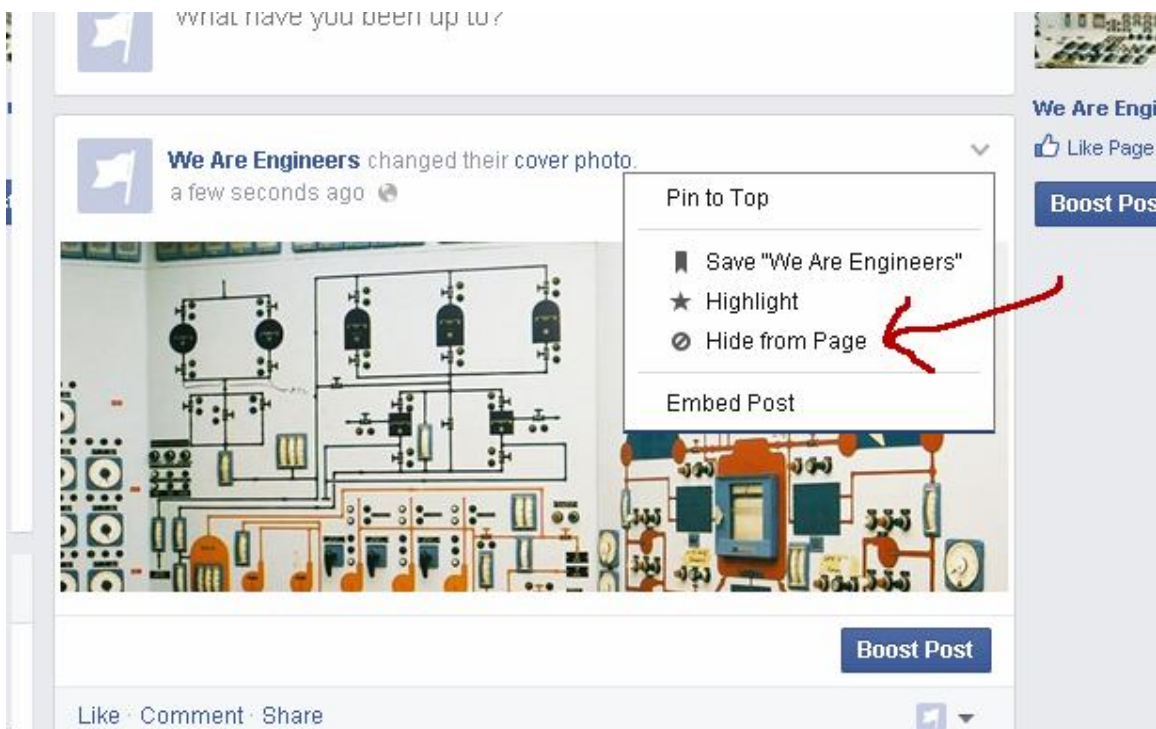 What have you been up to?
We Are Engineers changed their cover photo.
a few seconds ago
Pin to Top
Save "We Are Engineers"
Highlight
Hide from Page
Embed Post
Boost Post
Like · Comment · Share
We Are Engi
Like Page
Boost Pos